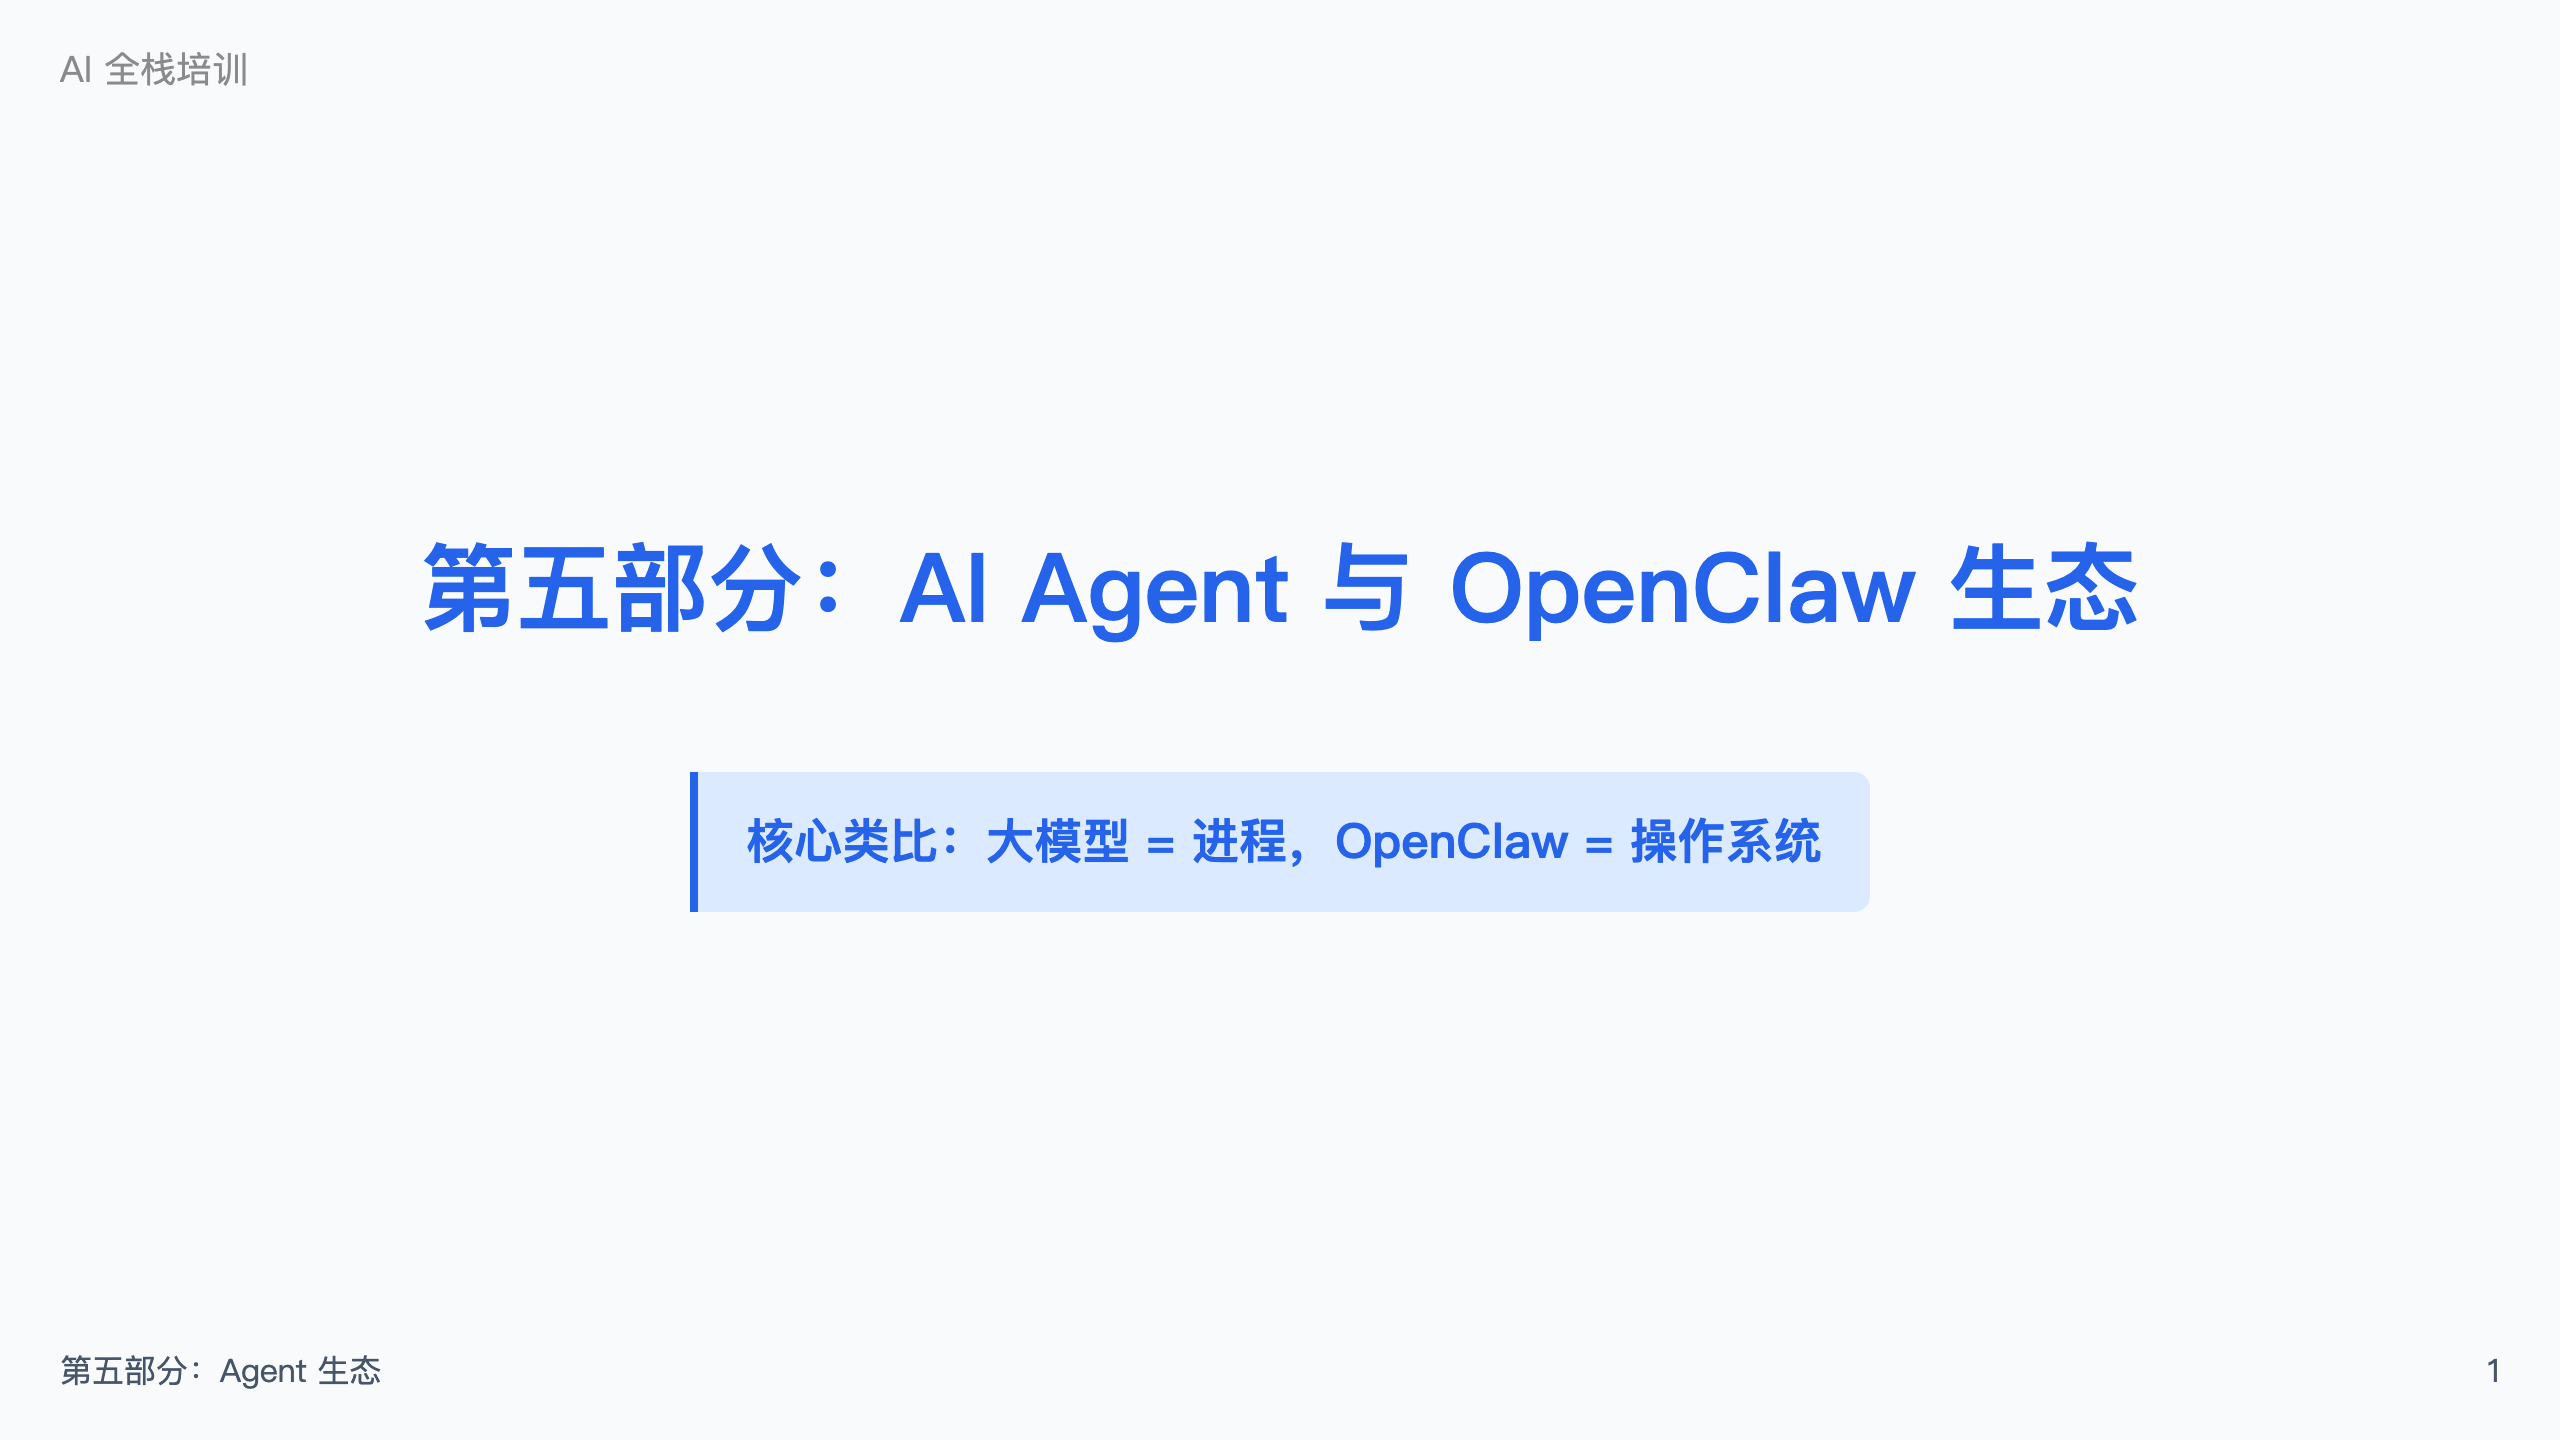 AI 全栈培训
第五部分：AI Agent 与 OpenClaw 生态
核心类比：大模型 = 进程，OpenClaw = 操作系统
第五部分：Agent 生态
1